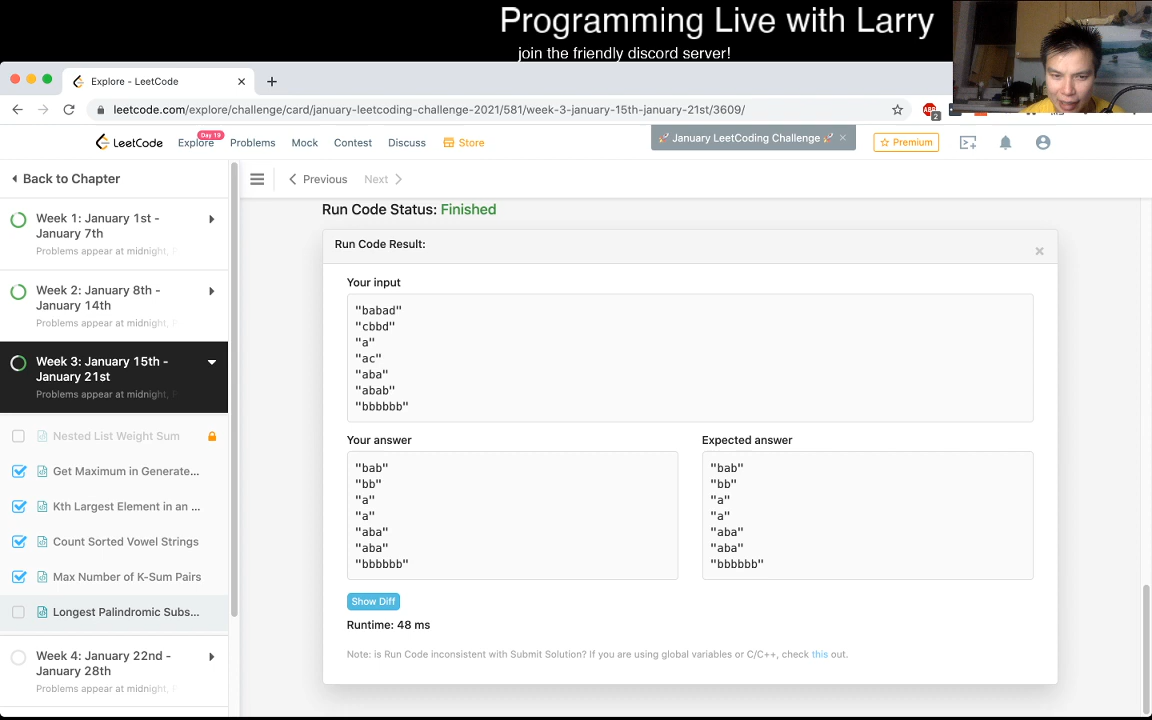 Programming Live with Larry
join the friendly discord server!
Explore - LeetCode
leetcode.com/explore/challenge/card/january-leetcoding-challenge-2021/581/week-3-january-15th-january-21st/3609/
ABP
2
LeetCode
Explore
Day 19
Problems
Mock
Contest
Discuss
Store
January LeetCoding Challenge
Premium
Back to Chapter
Previous
Next
Week 1: January 1st -
January 7th
Problems appear at midnight,
Week 2: January 8th -
January 14th
Problems appear at midnight,
Week 3: January 15th -
January 21st
Problems appear at midnight,
Nested List Weight Sum
Get Maximum in Generate...
Kth Largest Element in an ...
Count Sorted Vowel Strings
Max Number of K-Sum Pairs
Longest Palindromic Subs...
Week 4: January 22nd -
January 28th
Problems appear at midnight,
Run Code Status: Finished
Run Code Result:
Your input
"babad"
"cbbd"
"a"
"ac"
"aba"
"abab"
"bbbbbb"
Your answer
"bab"
"bb"
"a"
"a"
"aba"
"aba"
"bbbbbb"
Expected answer
"bab"
"bb"
"a"
"a"
"aba"
"aba"
"bbbbbb"
Show Diff
Runtime: 48 ms
Note: is Run Code inconsistent with Submit Solution? If you are using global variables or C/C++, check this out.